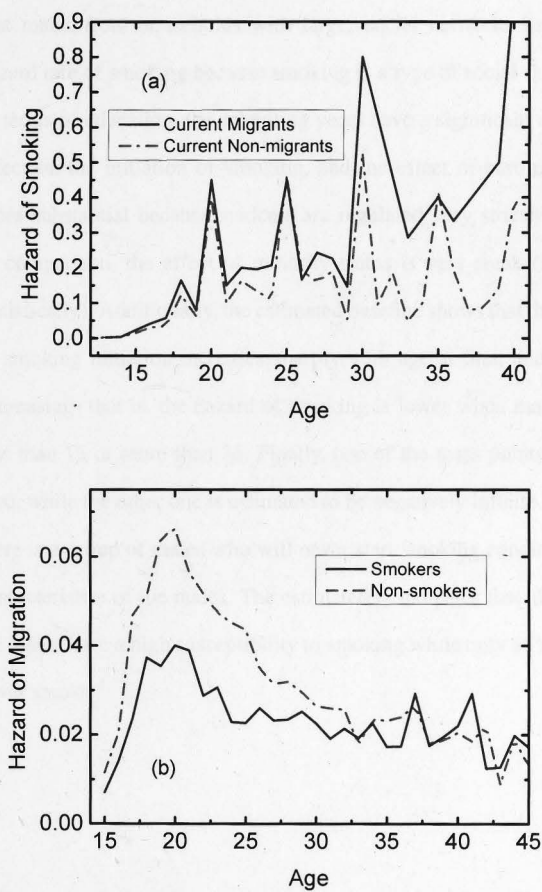 0.9
0.8
0.7
0.6
0.5
0.4
0.3
0.2
0.1
0.0
Hazard of Smoking
(a)
Current Migrants
Current Non-migrants
15 20 25 30 35 40
Age
0.06
0.04
0.02
0.00
Hazard of Migration
Smokers
Non-smokers
(b)
15 20 25 30 35 40 45
Age